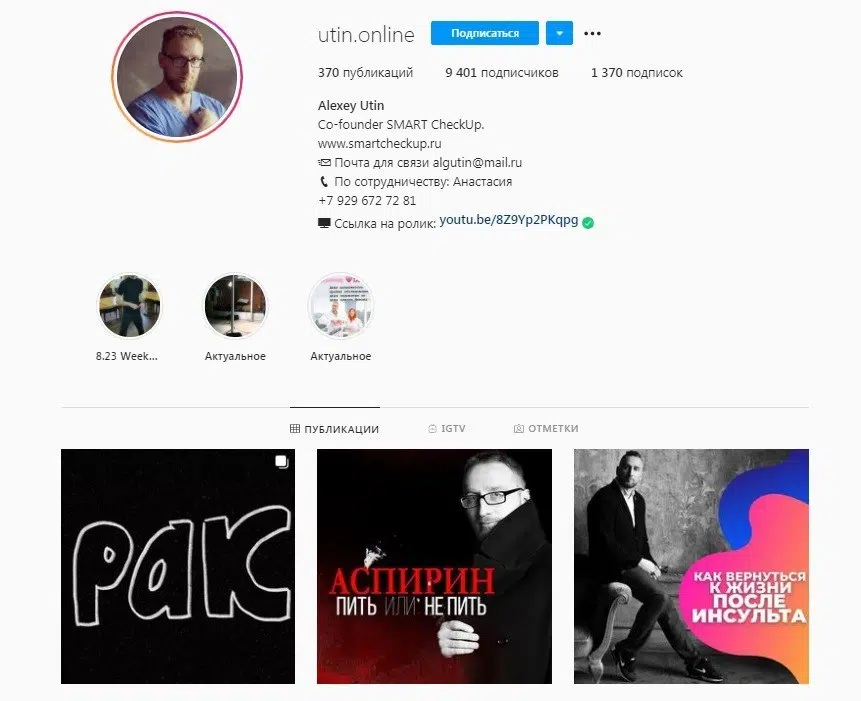 utin.online
Подписаться
370 публикаций 9 401 подписчиков 1 370 подписок
Alexey Utin
Co-founder SMART CheckUp.
www.smartcheckup.ru
Почта для связи algutin@mail.ru
По сотрудничеству: Анастасия
+7 929 672 72 81
Ссылка на ролик: youtu.be/8Z9Yp2PKqpg
8.23 Week...
Актуальное
Актуальное
ПУБЛИКАЦИИ
IGTV
ОТМЕТКИ
РАК
АСПИРИН
ПИТЬ ИЛИ НЕ ПИТЬ
КАК ВЕРНУТЬСЯ
К ЖИЗНИ
ПОСЛЕ
ИНСУЛЬТА